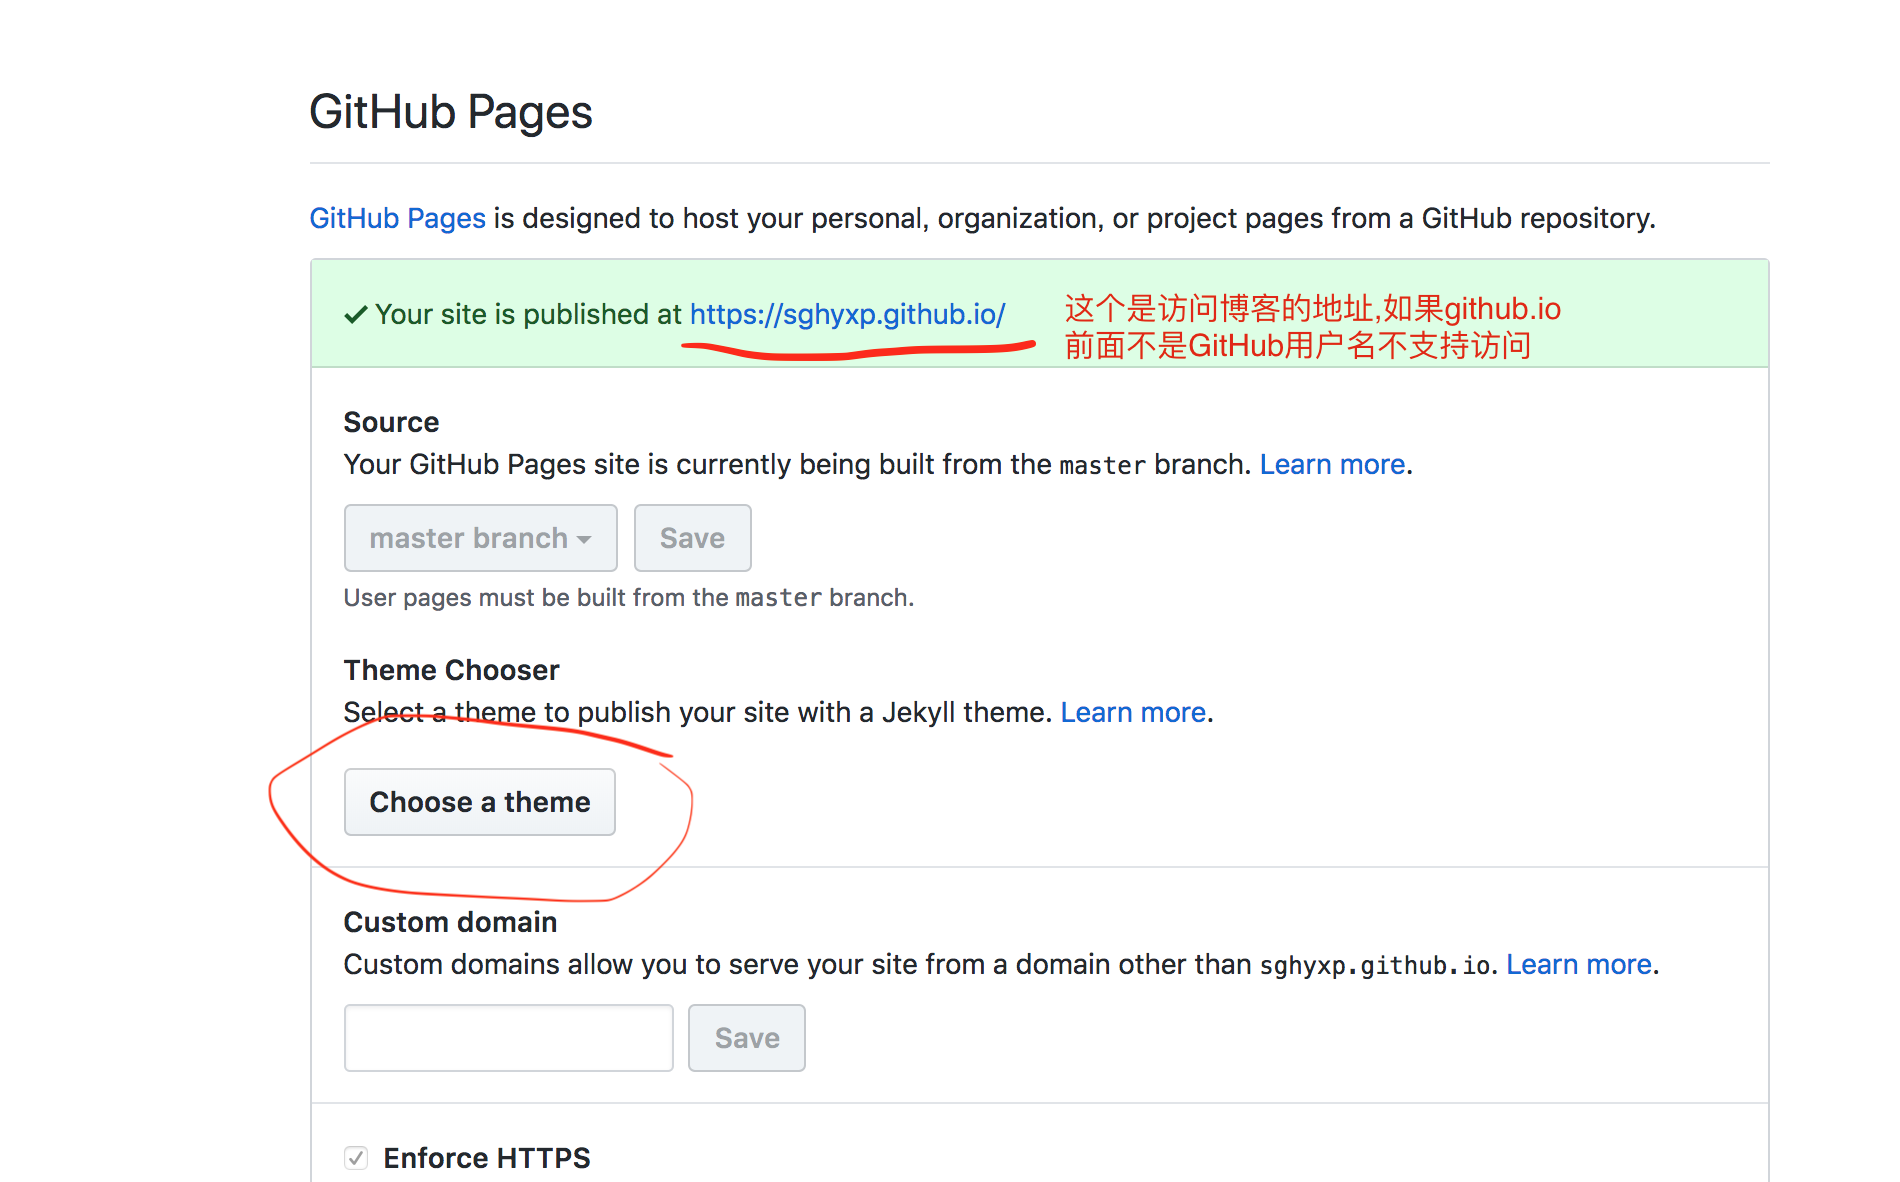 GitHub Pages
GitHub Pages is designed to host your personal, organization, or project pages from a GitHub repository.
Your site is published at https://sghyxp.github.io/
这个是访问博客的地址,如果github.io
前面不是GitHub用户名不支持访问
Source
Your GitHub Pages site is currently being built from the master branch. Learn more.
master branch
Save
User pages must be built from the master branch.
Theme Chooser
Select a theme to publish your site with a Jekyll theme. Learn more.
Choose a theme
Custom domain
Custom domains allow you to serve your site from a domain other than sghyxp.github.io. Learn more.
Save
Enforce HTTPS